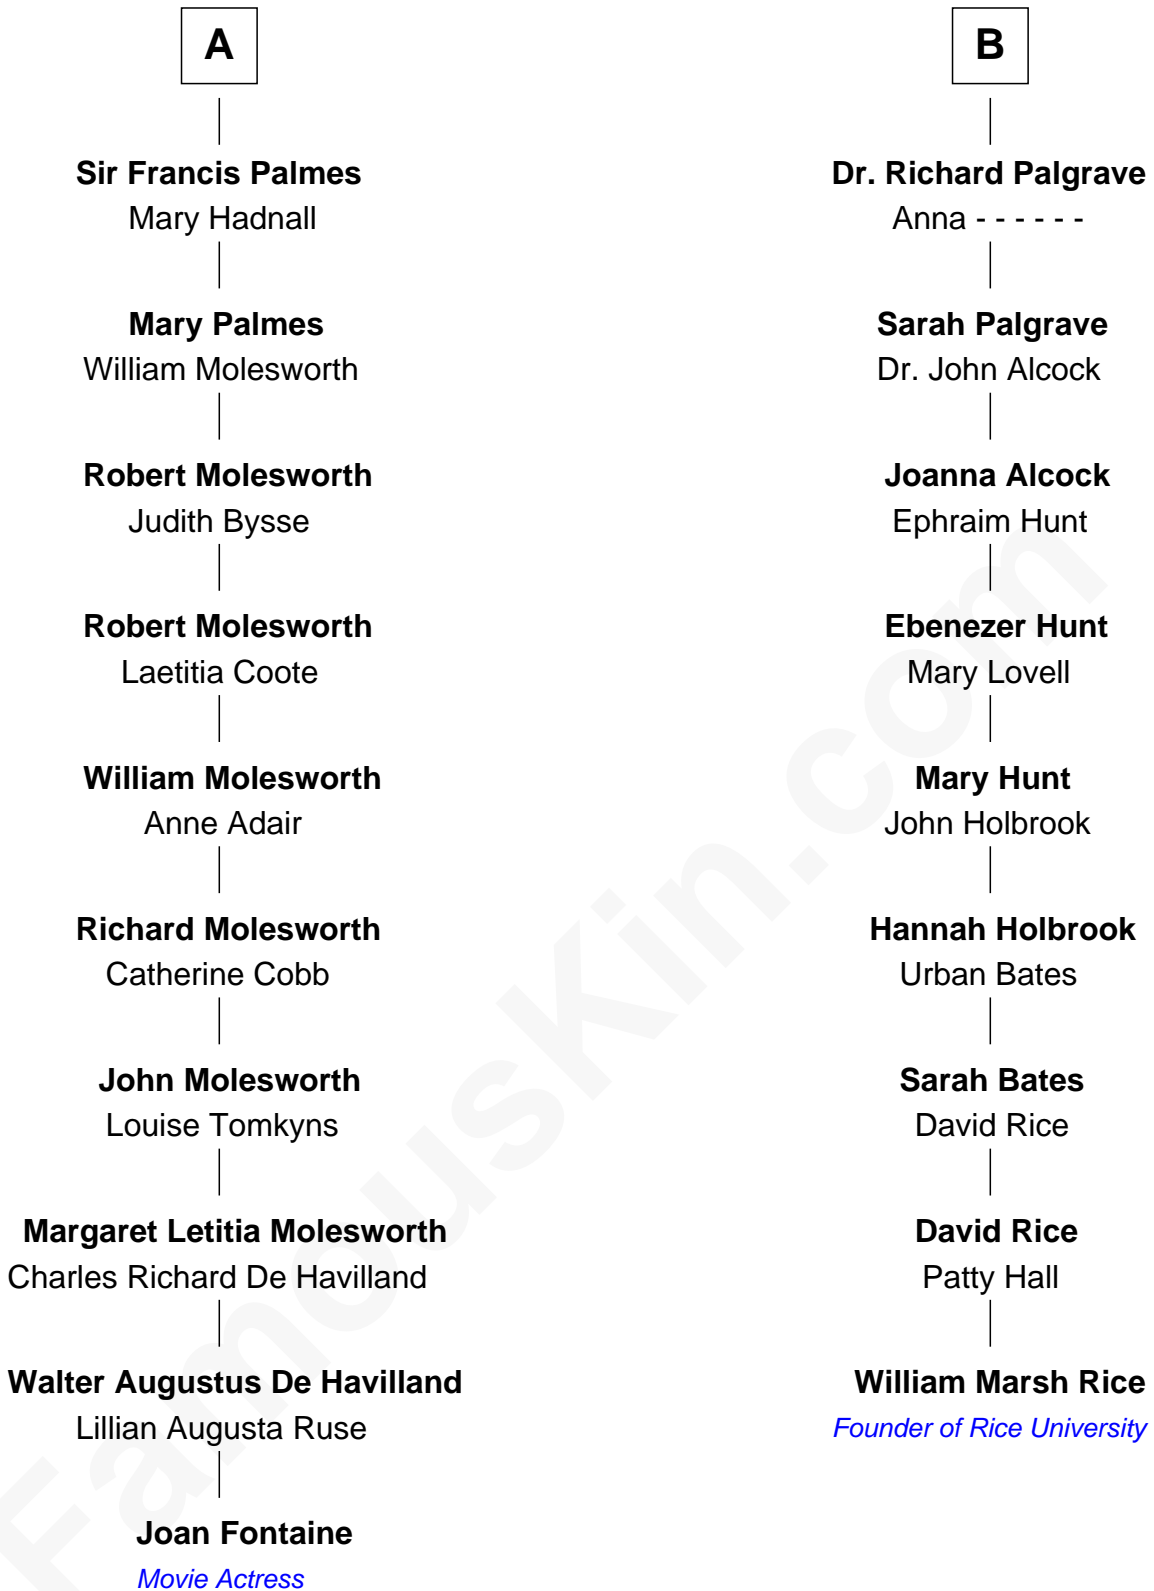 A
Sir Francis Palmes
Mary Hadnall
Mary Palmes
William Molesworth
Robert Molesworth
Judith Bysse
Robert Molesworth
Laetitia Coote
William Molesworth
Anne Adair
Richard Molesworth
Catherine Cobb
John Molesworth
Louise Tomkyns
Margaret Letitia Molesworth
Charles Richard De Havilland
Walter Augustus De Havilland
Lillian Augusta Ruse
Joan Fontaine
Movie Actress
B
Dr. Richard Palgrave
Anna - - - - - -
Sarah Palgrave
Dr. John Alcock
Joanna Alcock
Ephraim Hunt
Ebenezer Hunt
Mary Lovell
Mary Hunt
John Holbrook
Hannah Holbrook
Urban Bates
Sarah Bates
David Rice
David Rice
Patty Hall
William Marsh Rice
Founder of Rice University
FamousKin.com